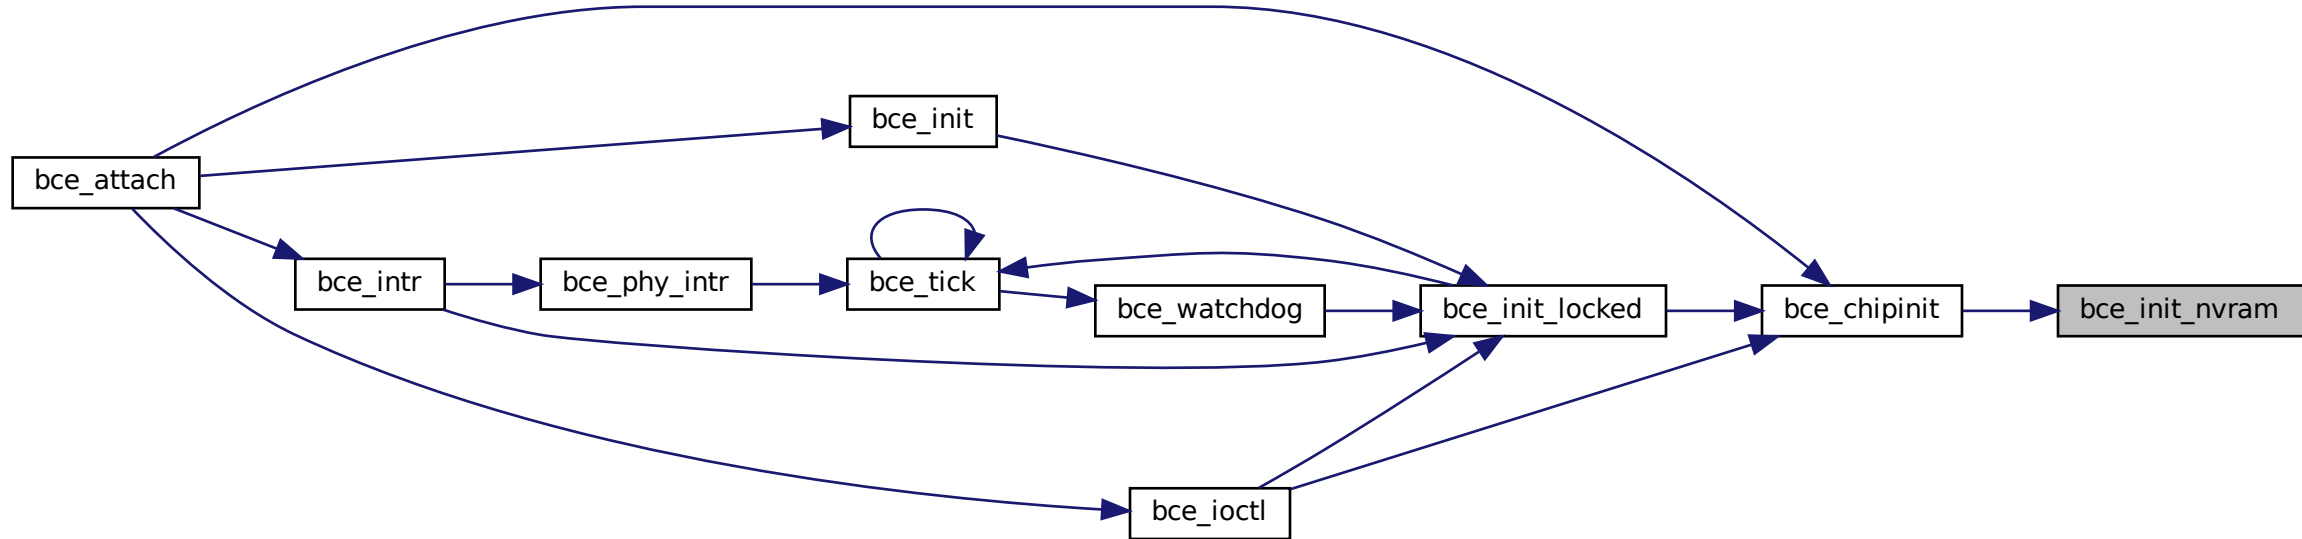 bce_init
bce_attach
bce_intr
bce_phy_intr
bce_tick
bce_watchdog
bce_init_locked
bce_chipinit
bce_init_nvram
bce_ioctl